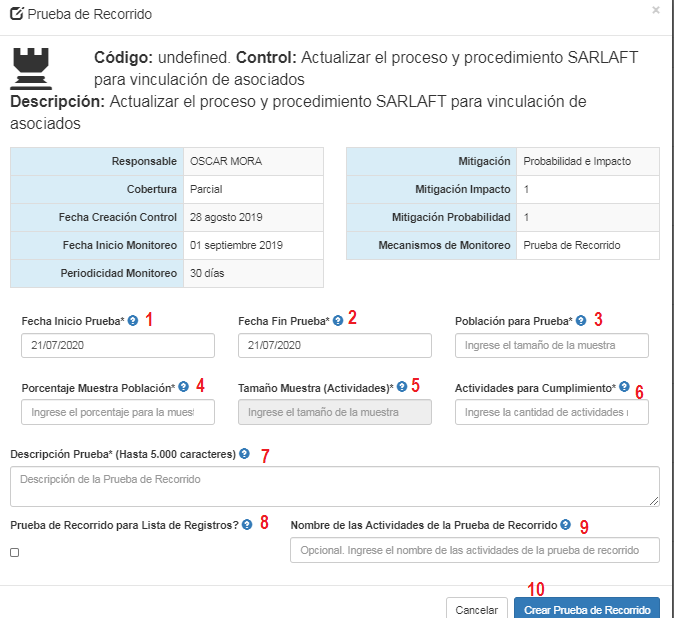 Prueba de Recorrido
×
Código: undefined. Control: Actualizar el proceso y procedimiento SARLAFT
para vinculación de asociados
Descripción: Actualizar el proceso y procedimiento SARLAFT para vinculación de
asociados
Responsable OSCAR MORA
Cobertura Parcial
Fecha Creación Control 28 agosto 2019
Fecha Inicio Monitoreo 01 septiembre 2019
Periodicidad Monitoreo 30 días
Mitigación Probabilidad e Impacto
Mitigación Impacto 1
Mitigación Probabilidad 1
Mecanismos de Monitoreo Prueba de Recorrido
Fecha Inicio Prueba* ? 1
21/07/2020
Fecha Fin Prueba* ? 2
21/07/2020
Población para Prueba* ? 3
Ingrese el tamaño de la muestra
Porcentaje Muestra Población* ? 4
Ingrese el porcentaje para la mues
Tamaño Muestra (Actividades)* ? 5
Ingrese el tamaño de la muestra
Actividades para Cumplimiento* ? 6
Ingrese la cantidad de actividades
Descripción Prueba* (Hasta 5.000 caracteres) ? 7
Descripción de la Prueba de Recorrido
Prueba de Recorrido para Lista de Registros? ? 8
Nombre de las Actividades de la Prueba de Recorrido ? 9
Opcional. Ingrese el nombre de las actividades de la prueba de recorrido
10
Cancelar
Crear Prueba de Recorrido